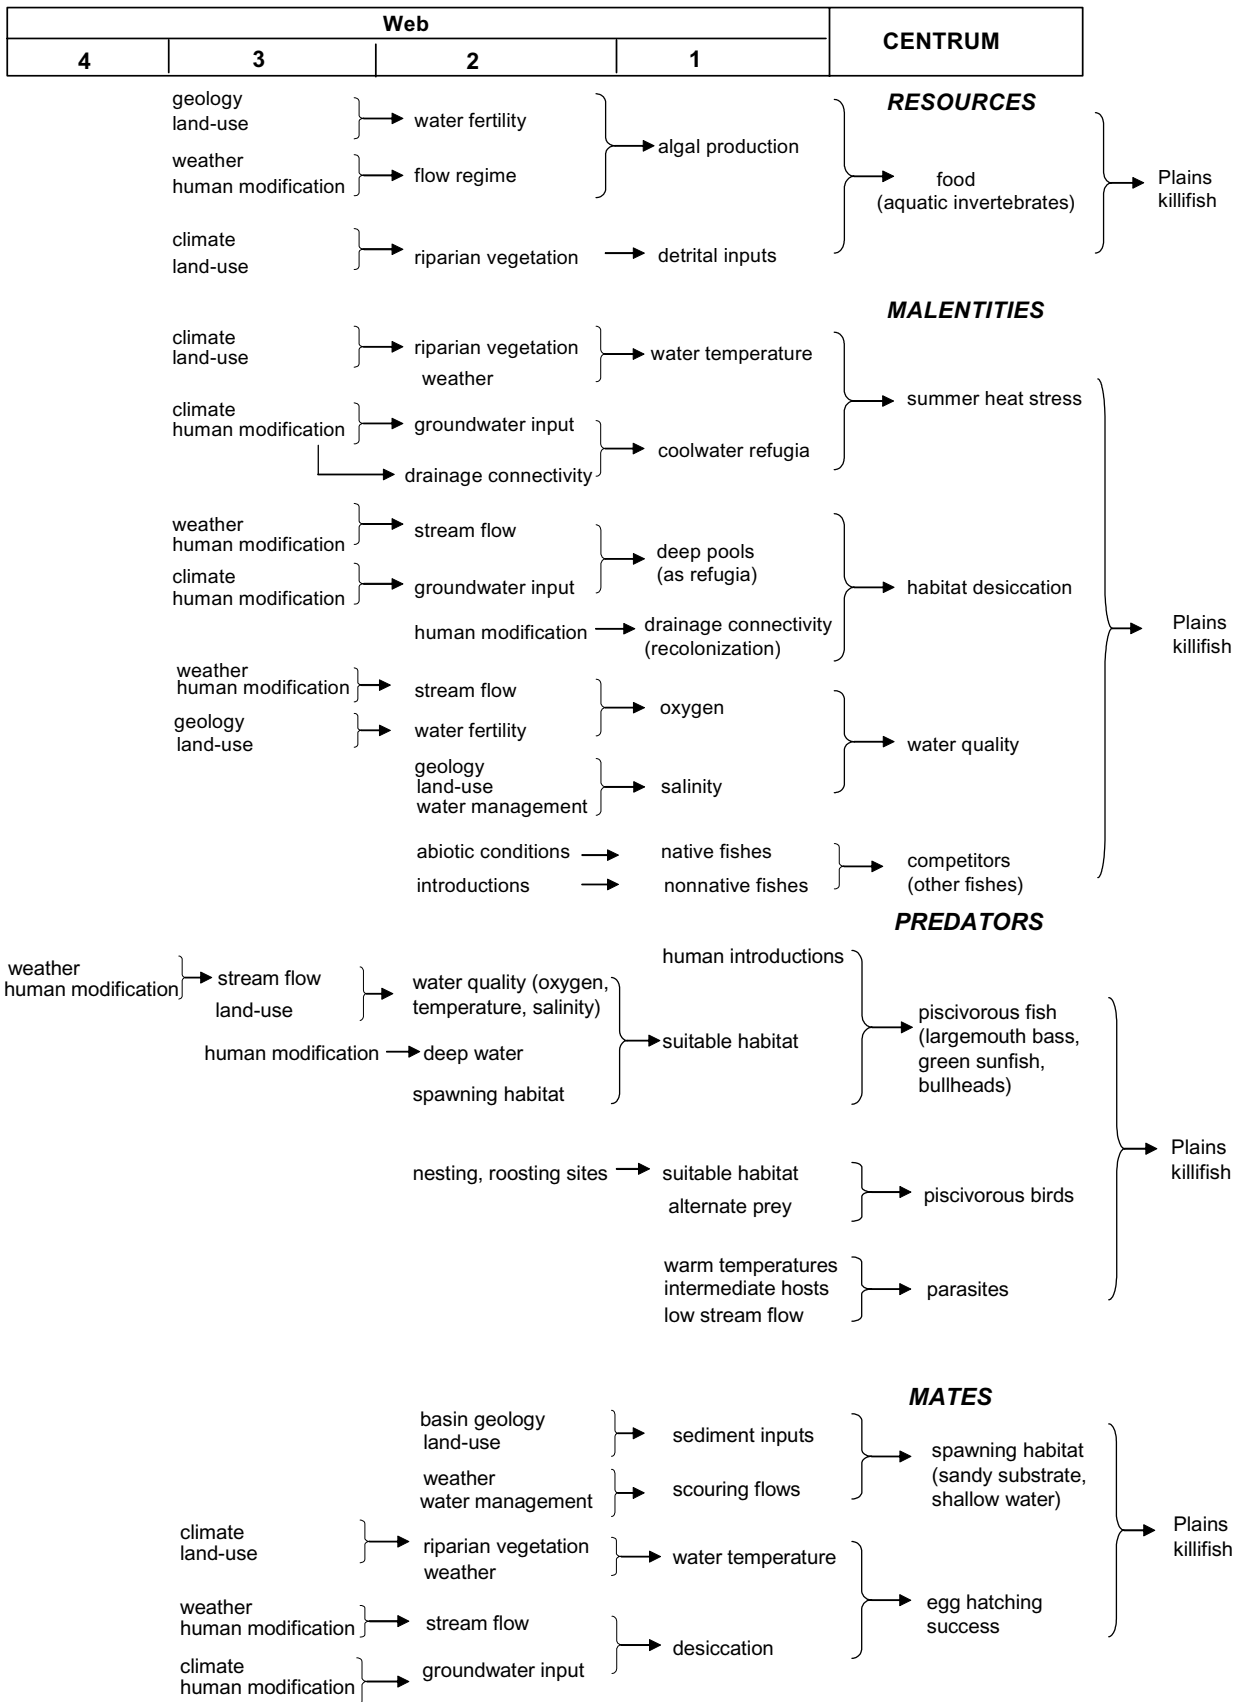 Web
CENTRUM
4 3 2 1
RESOURCES
geology
land-use
water fertility
weather
human modification
flow regime
algal production
climate
land-use
riparian vegetation
detrital inputs
food
(aquatic invertebrates)
Plains
killifish
MALENTITIES
climate
land-use
riparian vegetation
weather
water temperature
climate
human modification
groundwater input
drainage connectivity
coolwater refugia
summer heat stress
weather
human modification
stream flow
climate
human modification
groundwater input
deep pools
(as refugia)
human modification
drainage connectivity
(recolonization)
habitat desiccation
weather
human modification
stream flow
geology
land-use
water fertility
oxygen
geology
land-use
water management
salinity
water quality
abiotic conditions
native fishes
introductions
nonnative fishes
competitors
(other fishes)
Plains
killifish
PREDATORS
human introductions
weather
human modification
stream flow
land-use
water quality (oxygen,
temperature, salinity)
human modification
deep water
spawning habitat
suitable habitat
piscivorous fish
(largemouth bass,
green sunfish,
bullheads)
nesting, roosting sites
suitable habitat
alternate prey
piscivorous birds
warm temperatures
intermediate hosts
low stream flow
parasites
Plains
killifish
MATES
basin geology
land-use
sediment inputs
weather
water management
scouring flows
spawning habitat
(sandy substrate,
shallow water)
climate
land-use
riparian vegetation
weather
water temperature
weather
human modification
stream flow
climate
human modification
groundwater input
desiccation
egg hatching
success
Plains
killifish